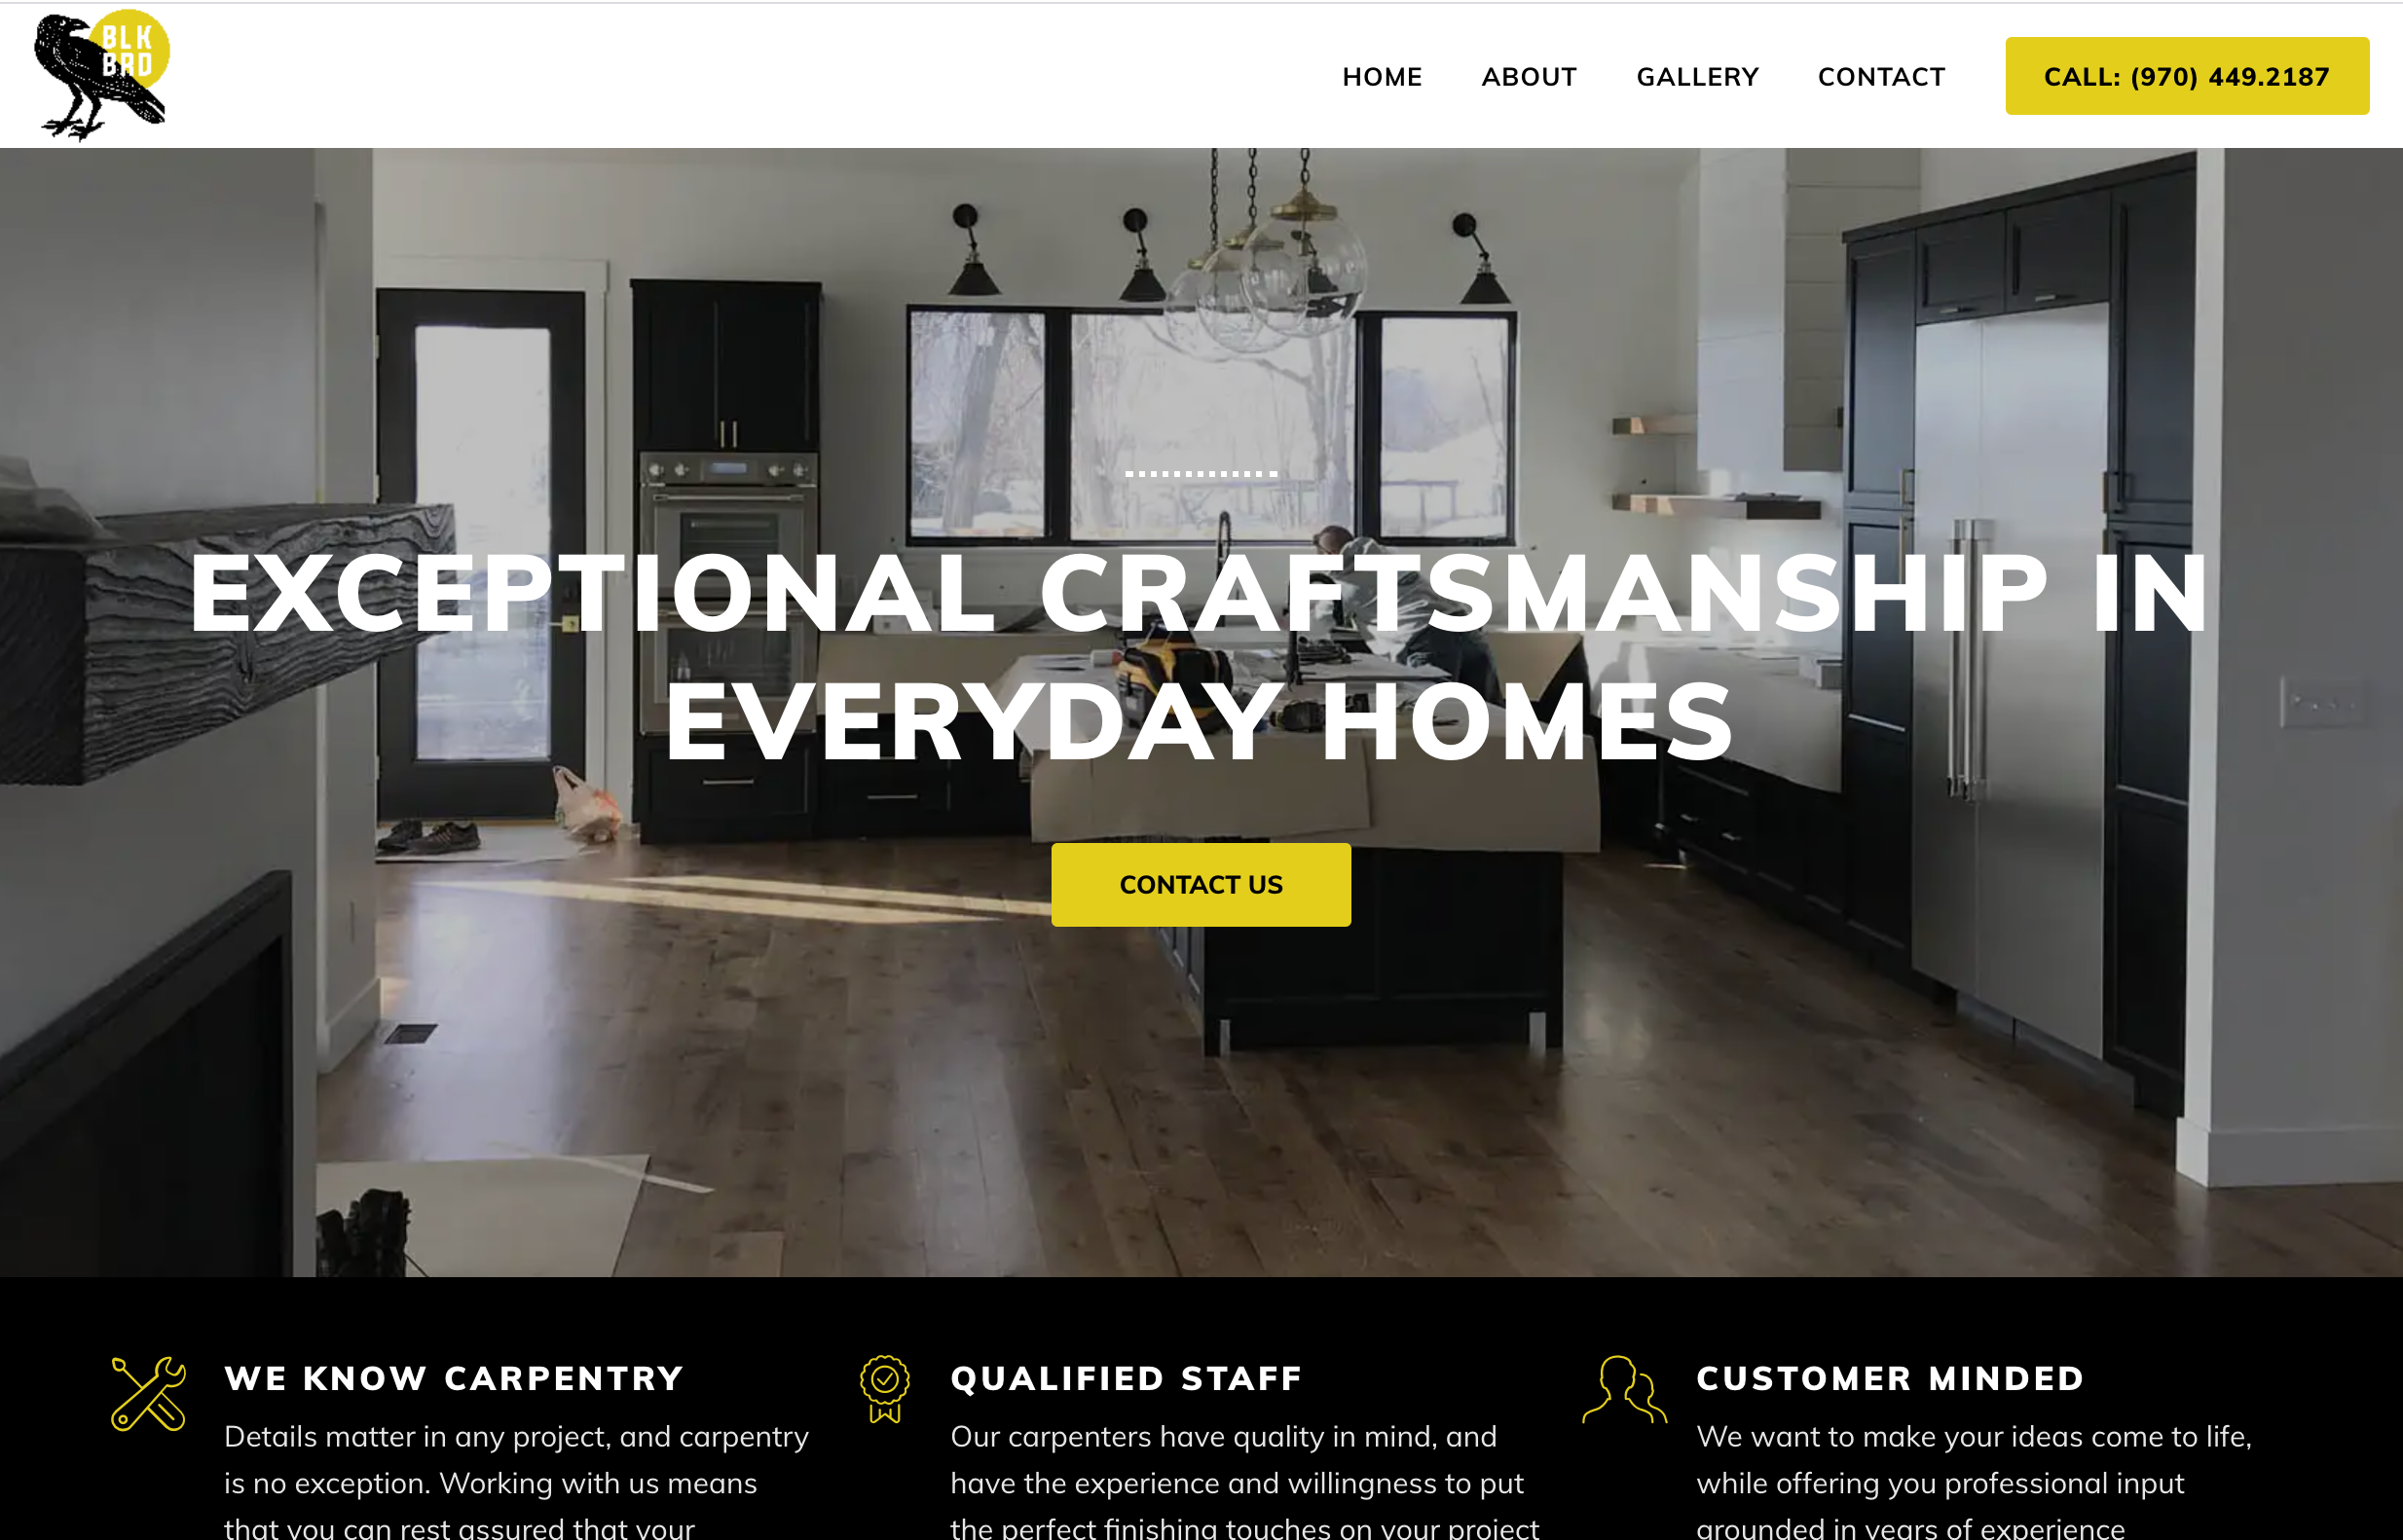 BLK
BRD
HOME
ABOUT
GALLERY
CONTACT
CALL: (970) 449.2187
EXCEPTIONAL CRAFTSMANSHIP IN
EVERYDAY HOMES
CONTACT US
WE KNOW CARPENTRY
Details matter in any project, and carpentry
is no exception. Working with us means
that you can rest assured that your
QUALIFIED STAFF
Our carpenters have quality in mind, and
have the experience and willingness to put
the perfect finishing touches on your project
CUSTOMER MINDED
We want to make your ideas come to life,
while offering you professional input
grounded in years of experience